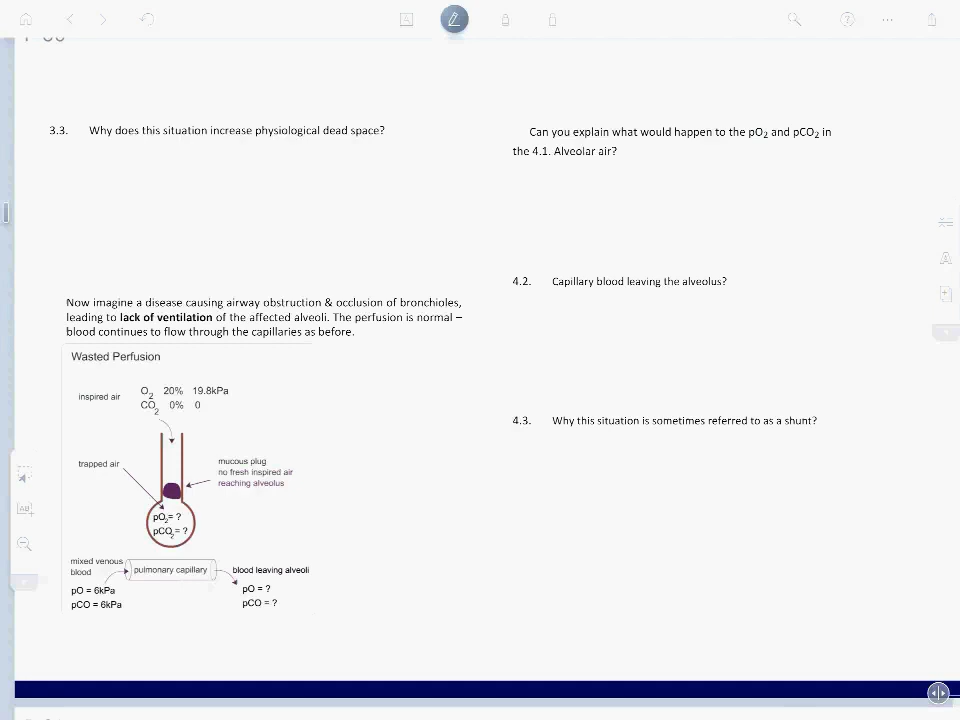 3.3. Why does this situation increase physiological dead space?
Now imagine a disease causing airway obstruction & occlusion of bronchioles,
leading to lack of ventilation of the affected alveoli. The perfusion is normal –
blood continues to flow through the capillaries as before.
Wasted Perfusion
inspired air
O2 20% 19.8kPa
CO2 0% 0
trapped air
mucous plug
no fresh inspired air
reaching alveolus
pO2= ?
pCO2= ?
mixed venous
blood
pulmonary capillary
blood leaving alveoli
pO = 6kPa
pCO = 6kPa
pO = ?
pCO = ?
Can you explain what would happen to the pO2 and pCO2 in
the 4.1. Alveolar air?
4.2. Capillary blood leaving the alveolus?
4.3. Why this situation is sometimes referred to as a shunt?